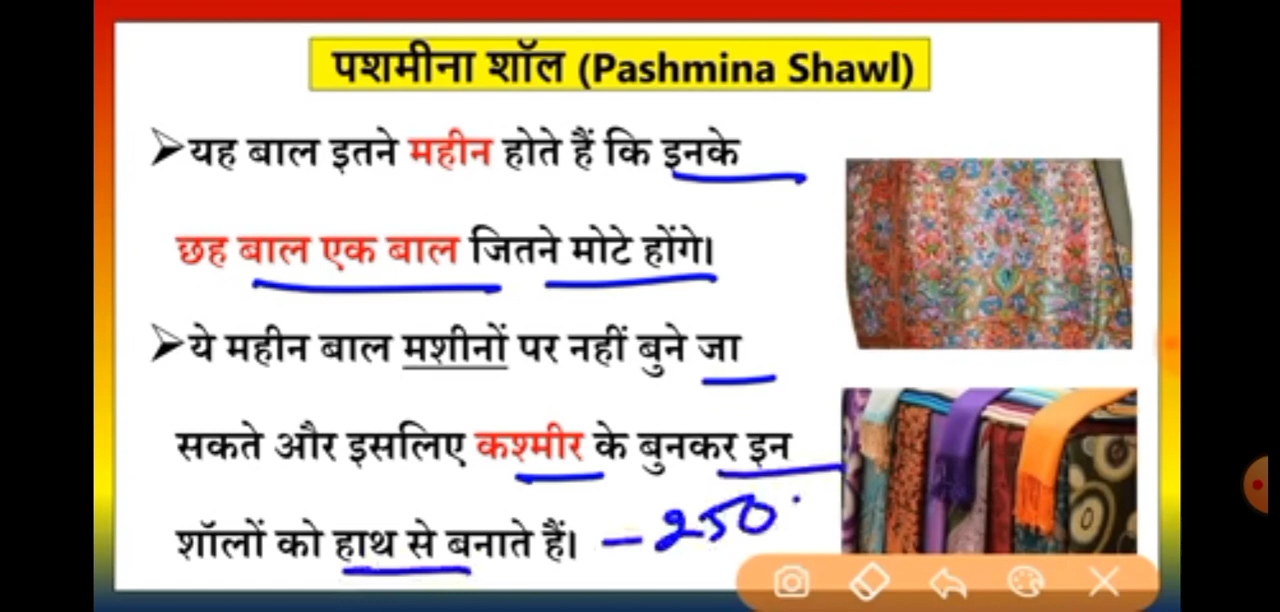 पशमीना शॉल (Pashmina Shawl)
➢यह बाल इतने महीन होते हैं कि इनके
छह बाल एक बाल जितने मोटे होंगे।
➢ये महीन बाल मशीनों पर नहीं बुने जा
सकते और इसलिए कश्मीर के बुनकर इन
शॉलों को हाथ से बनाते हैं। – 250